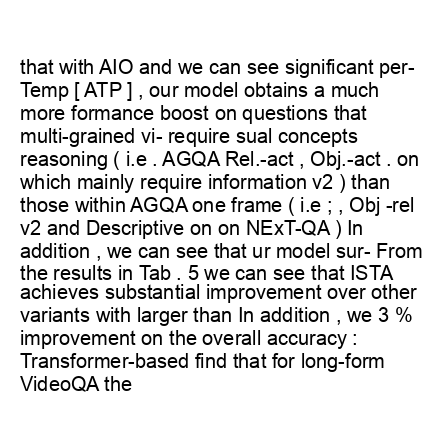 that with AIO and we can see significant per-
Temp [ ATP ] , our model obtains a much
more formance boost on questions that
multi-grained vi- require sual concepts
reasoning ( i.e . AGQA Rel.-act , Obj.-act . on
which mainly require information v2 ) than
those within AGQA one frame ( i.e ; , Obj -rel
v2 and Descriptive on on NExT-QA ) In
addition , we can see that ur model sur- From
the results in Tab . 5 we can see that ISTA
achieves substantial improvement over other
variants with larger than In addition , we 3 %
improvement on the overall accuracy :
Transformer-based find that for long-form
VideoQA the